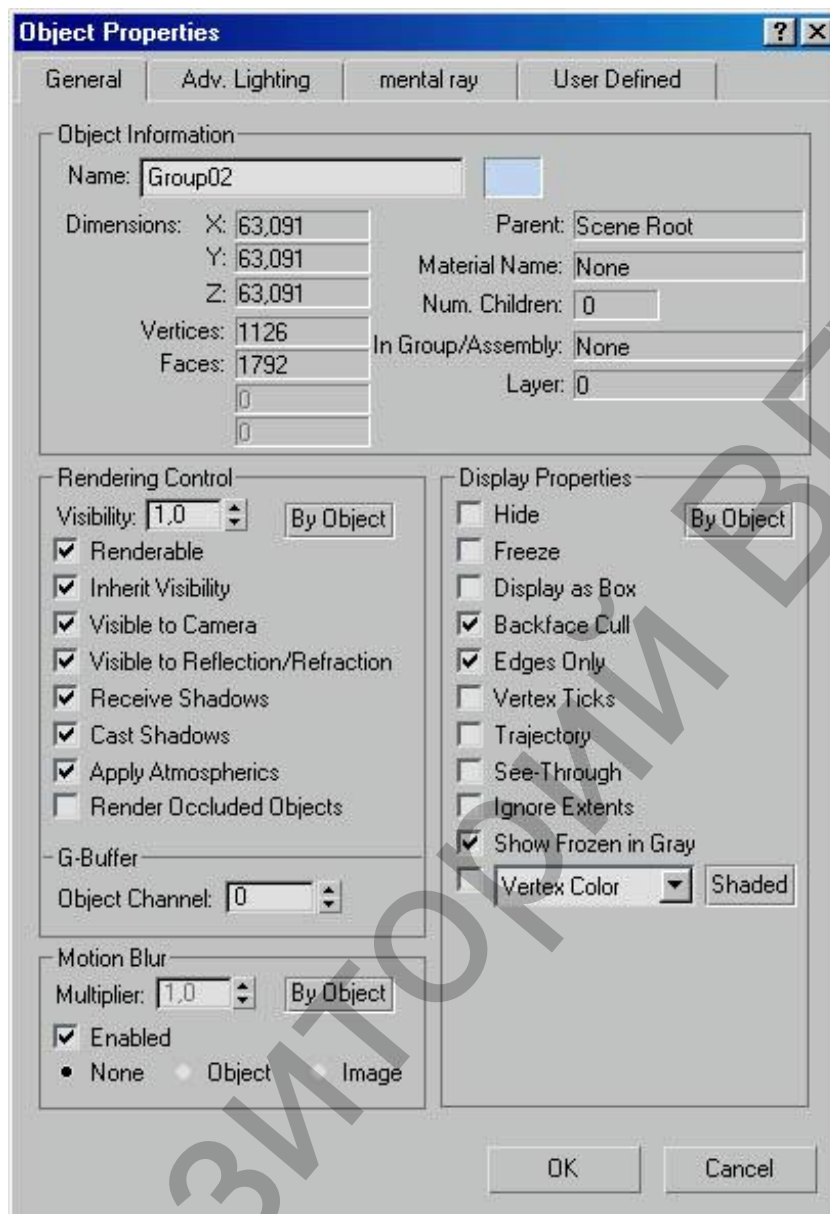 Object Properties
General Adv. Lighting mental ray User Defined
Object Information
Name: Group02
Dimensions: X: 63,091
Y: 63,091
Z: 63,091
Vertices: 1126
Faces: 1792
0
0
Parent: Scene Root
Material Name: None
Num. Children: 0
In Group/Assembly: None
Layer: 0
Rendering Control
Visibility: 1,0 By Object
Renderable
Inherit Visibility
Visible to Camera
Visible to Reflection/Refraction
Receive Shadows
Cast Shadows
Apply Atmospherics
Render Occluded Objects
G-Buffer
Object Channel: 0
Motion Blur
Multiplier: 1,0 By Object
Enabled
None Object Image
Display Properties
Hide By Object
Freeze
Display as Box
Backface Cull
Edges Only
Vertex Ticks
Trajectory
See-Through
Ignore Extents
Show Frozen in Gray
Vertex Color Shaded
OK Cancel